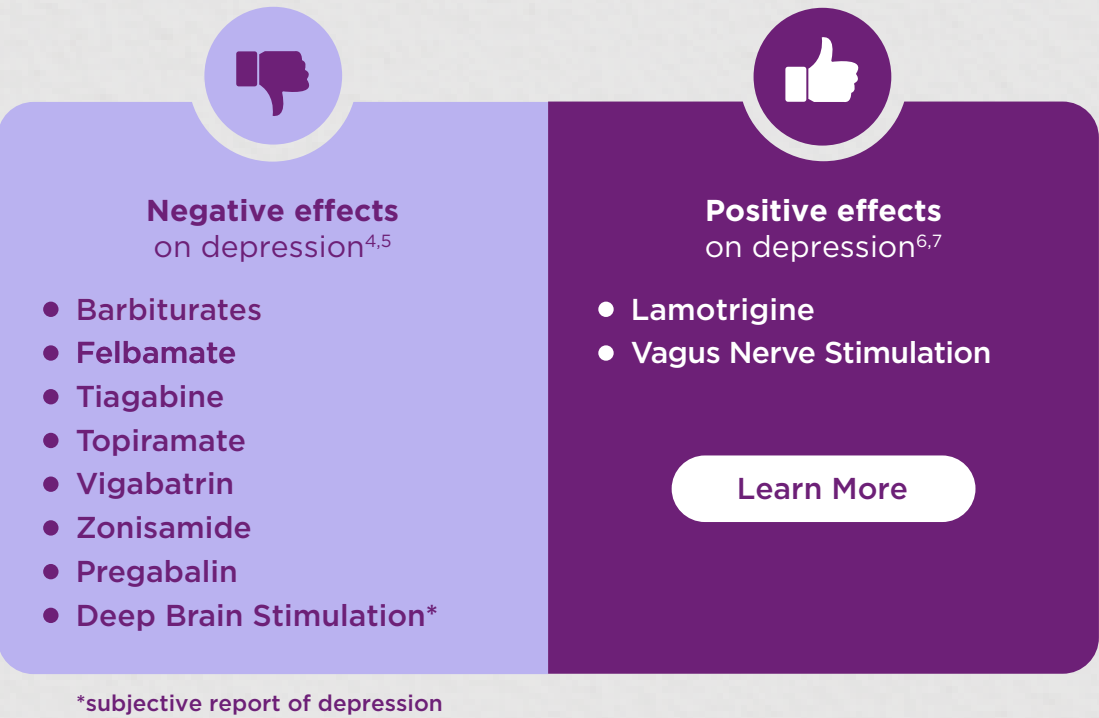 Negative effects
on depression4,5
• Barbiturates
• Felbamate
• Tiagabine
• Topiramate
• Vigabatrin
• Zonisamide
• Pregabalin
• Deep Brain Stimulation*
Positive effects
on depression6,7
• Lamotrigine
• Vagus Nerve Stimulation
Learn More
*subjective report of depression